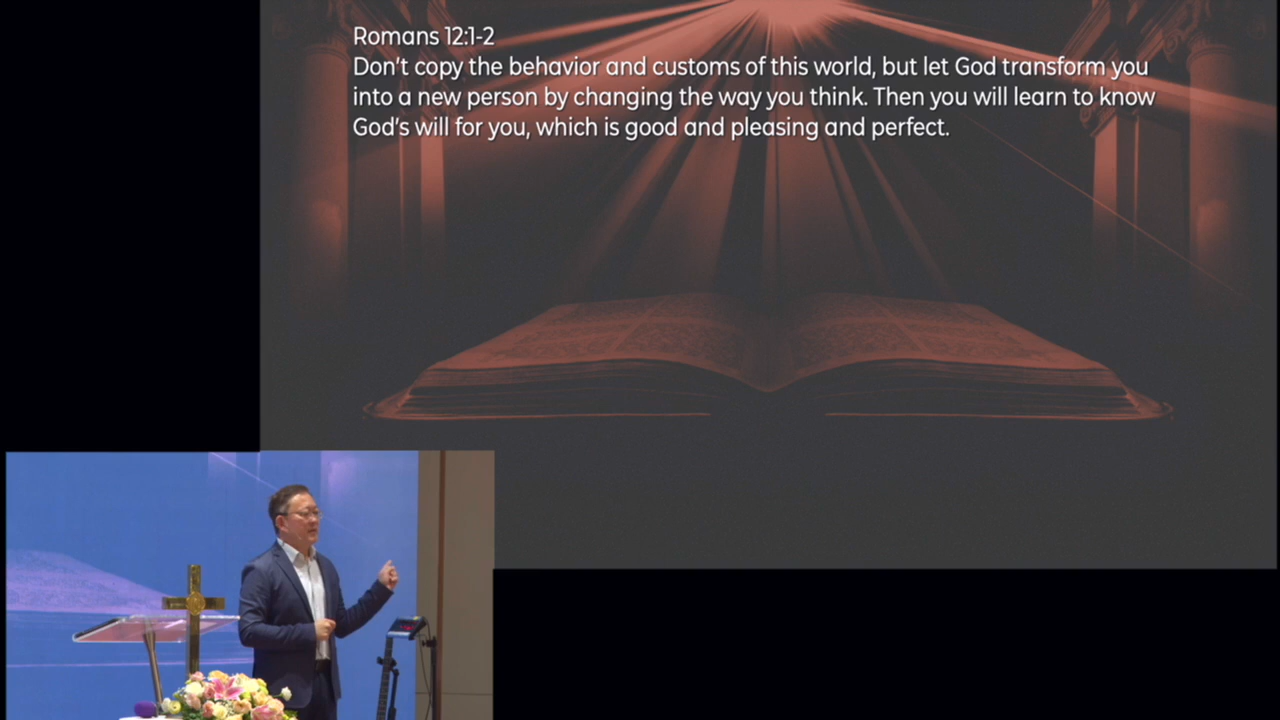 Romans 12:1-2
Don't copy the behavior and customs of this world, but let God transform you
into a new person by changing the way you think. Then you will learn to know
God's will for you, which is good and pleasing and perfect.